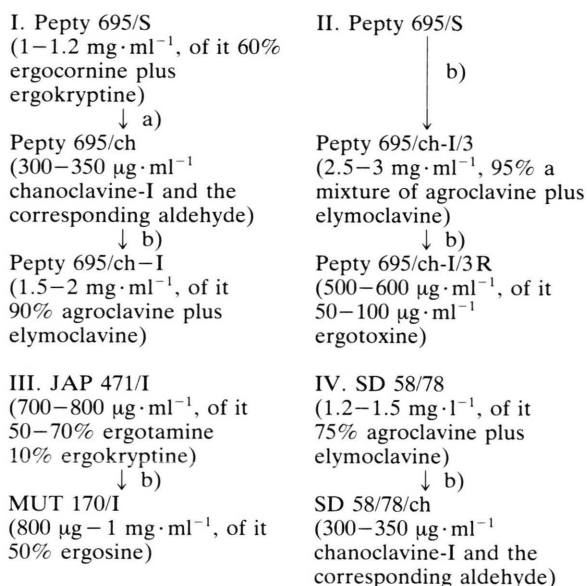 I. Pepty 695/S
(1–1.2 mg·ml⁻¹, of it 60%
ergocornine plus
ergokryptine)
↓ a)
Pepty 695/ch
(300–350 µg·ml⁻¹
chanoclavine-I and the
corresponding aldehyde)
↓ b)
Pepty 695/ch–I
(1.5–2 mg·ml⁻¹, of it
90% agroclavine plus
elymoclavine)
II. Pepty 695/S
↓ b)
Pepty 695/ch-I/3
(2.5–3 mg·ml⁻¹, 95% a
mixture of agroclavine plus
elymoclavine)
↓ b)
Pepty 695/ch-I/3 R
(500–600 µg·ml⁻¹, of it
50–100 µg·ml⁻¹
ergotoxine)
III. JAP 471/I
(700–800 µg·ml⁻¹, of it
50–70% ergotamine
10% ergokryptine)
↓ b)
MUT 170/I
(800 µg – 1 mg·ml⁻¹, of it
50% ergosine)
IV. SD 58/78
(1.2–1.5 mg·l⁻¹, of it
75% agroclavine plus
elymoclavine)
↓ b)
SD 58/78/ch
(300–350 µg·ml⁻¹
chanoclavine-I and the
corresponding aldehyde)